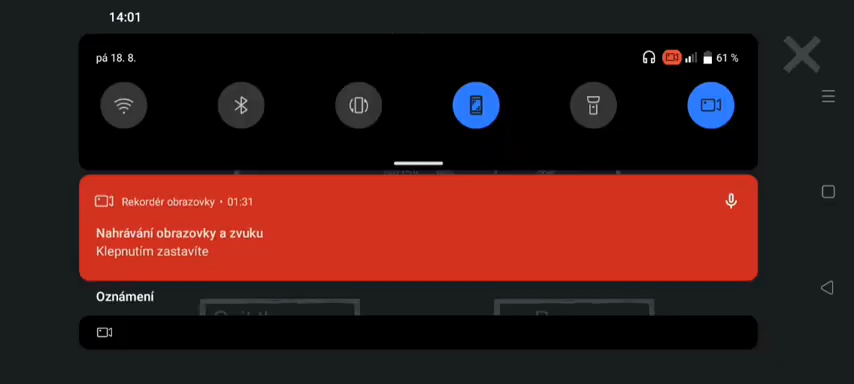 14:01
pá 18. 8.
61 %
Rekordér obrazovky • 01:31
Nahrávání obrazovky a zvuku
Klepnutím zastavíte
Oznámení